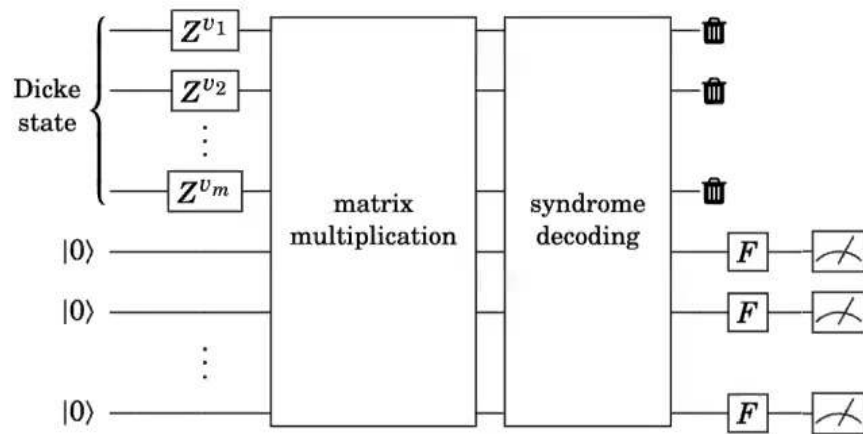 Dicke
state
Z^{v_1}
Z^{v_2}
⋮
Z^{v_m}
|0⟩
|0⟩
⋮
|0⟩
matrix
multiplication
syndrome
decoding
F
F
F